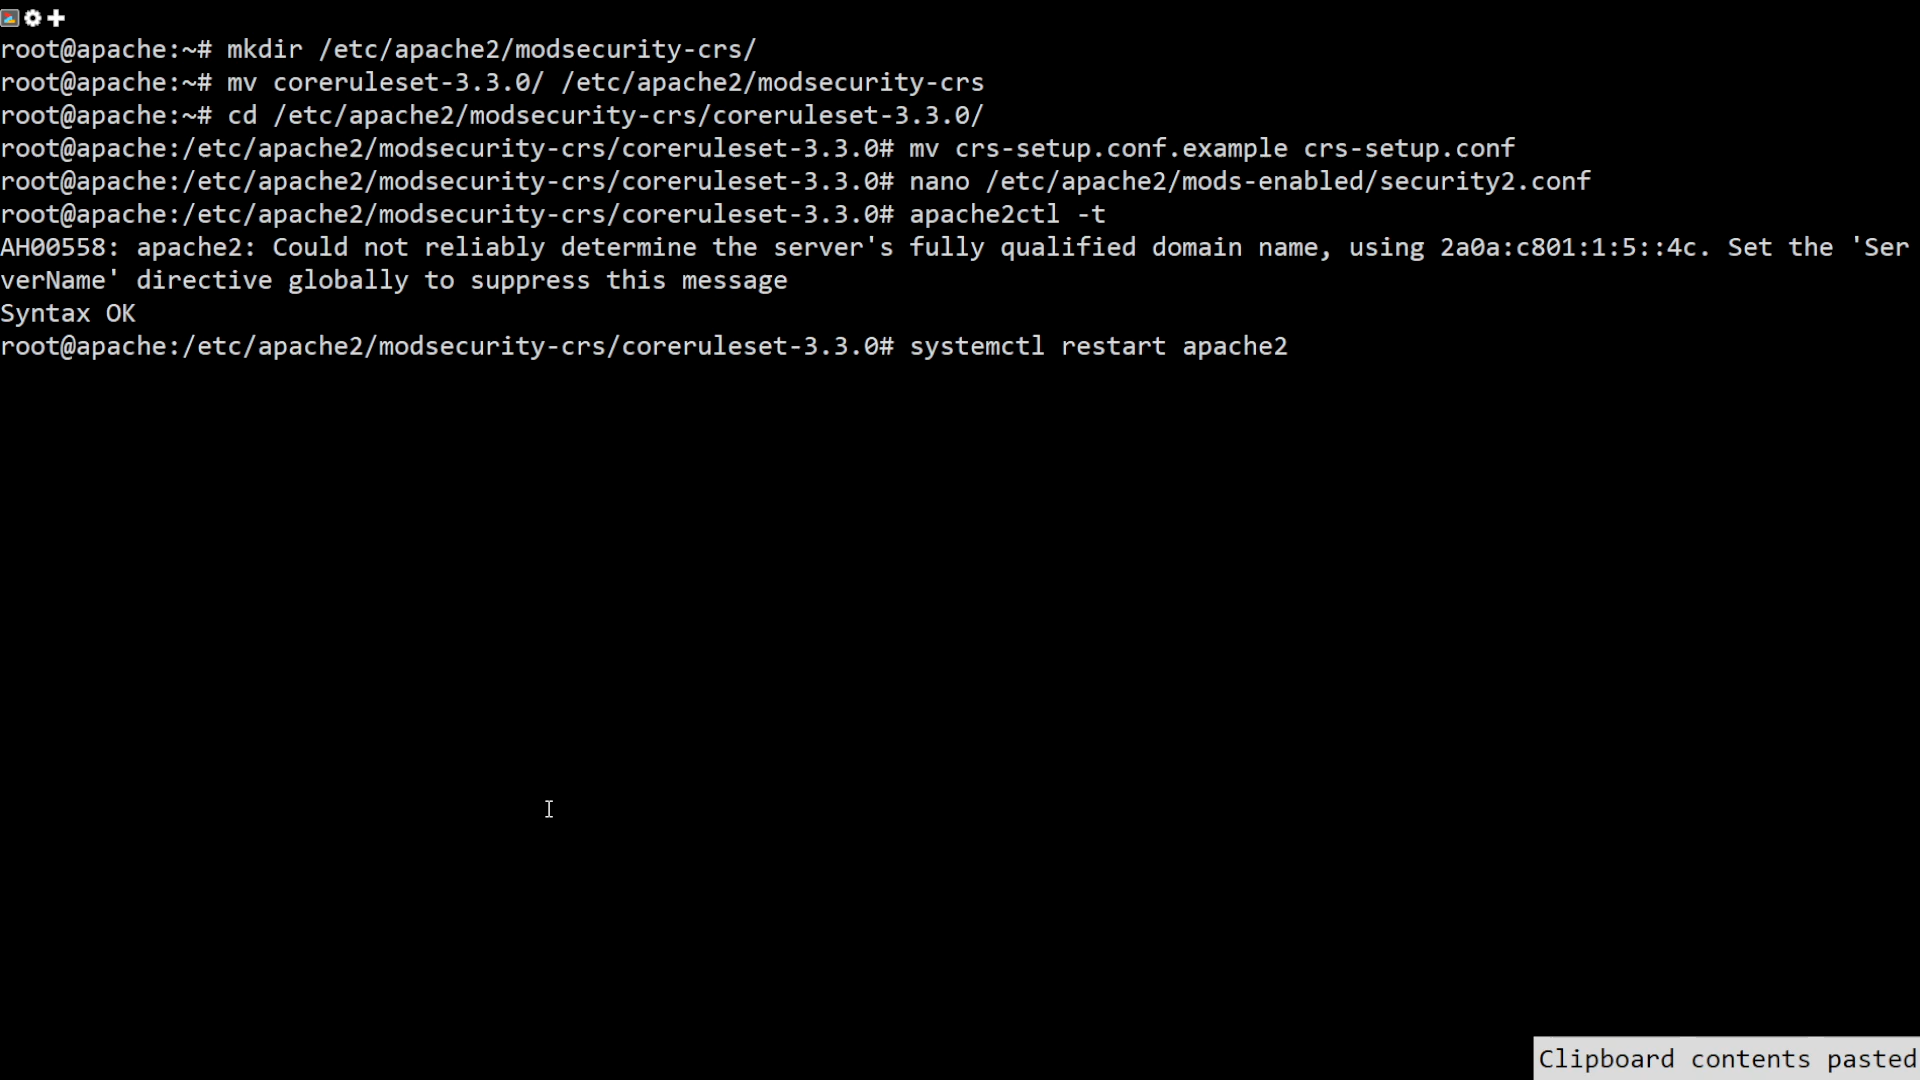 root@apache:~# mkdir /etc/apache2/modsecurity-crs/
root@apache:~# mv coreruleset-3.3.0/ /etc/apache2/modsecurity-crs
root@apache:~# cd /etc/apache2/modsecurity-crs/coreruleset-3.3.0/
root@apache:/etc/apache2/modsecurity-crs/coreruleset-3.3.0# mv crs-setup.conf.example crs-setup.conf
root@apache:/etc/apache2/modsecurity-crs/coreruleset-3.3.0# nano /etc/apache2/mods-enabled/security2.conf
root@apache:/etc/apache2/modsecurity-crs/coreruleset-3.3.0# apache2ctl -t
AH00558: apache2: Could not reliably determine the server's fully qualified domain name, using 2a0a:c801:1:5::4c. Set the 'Ser
verName' directive globally to suppress this message
Syntax OK
root@apache:/etc/apache2/modsecurity-crs/coreruleset-3.3.0# systemctl restart apache2
Clipboard contents pasted